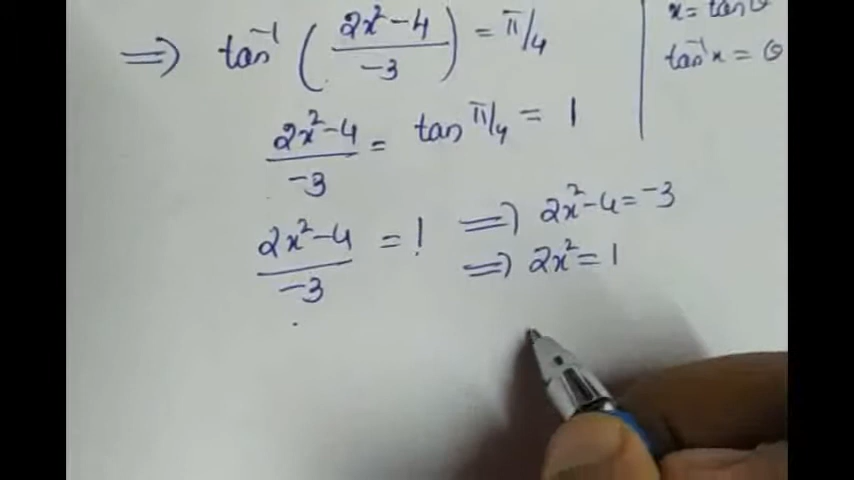 ⟹ tan⁻¹ ( (2x²-4)/(-3) ) = π/4
x = tanθ
tan⁻¹x = θ
(2x²-4)/(-3) = tan π/4 = 1
(2x²-4)/(-3) = 1 ⟹ 2x²-4 = -3
⟹ 2x² = 1